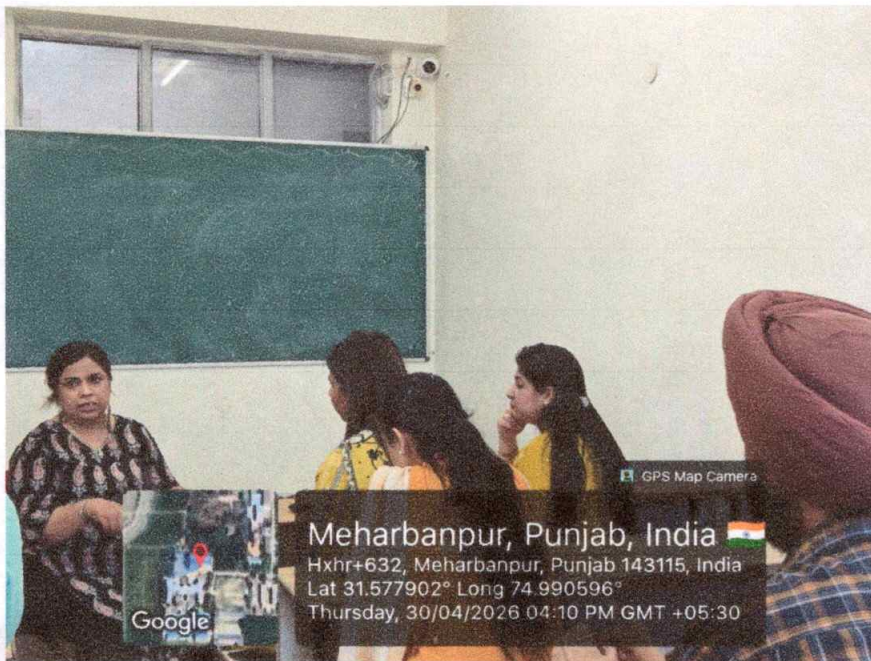 GPS Map Camera
Meharbanpur, Punjab, India
Hxhr+632, Meharbanpur, Punjab 143115, India
Lat 31.577902° Long 74.990596°
Thursday, 30/04/2026 04:10 PM GMT +05:30
Google